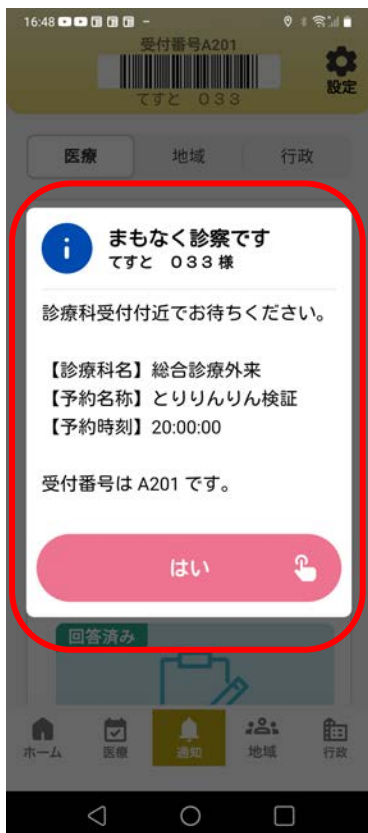 16:48
受付番号A201
てすと　０３３
設定
医療
地域
行政
まもなく診察です
てすと　０３３様
診療科受付付近でお待ちください。
【診療科名】総合診療外来
【予約名称】とりりんりん検証
【予約時刻】20:00:00
受付番号は A201 です。
はい
回答済み
ホーム
医療
通知
地域
行政